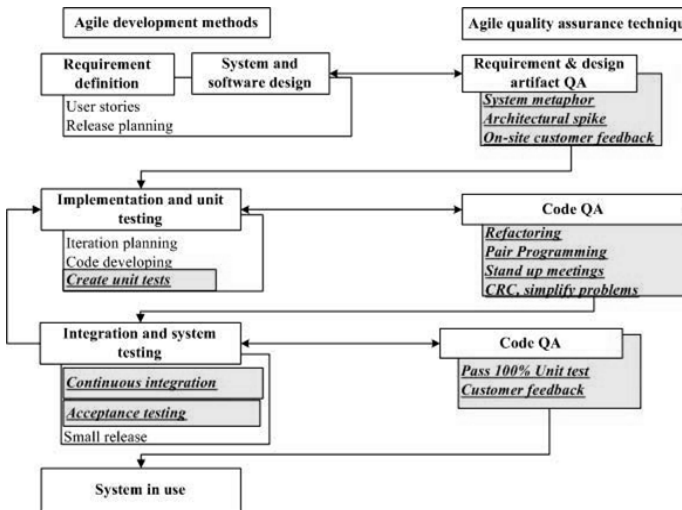 Agile development methods
Agile quality assurance techniqu
Requirement
definition
System and
software design
Requirement & design
artifact QA
User stories
Release planning
System metaphor
Architectural spike
On-site customer feedback
Implementation and unit
testing
Code QA
Iteration planning
Code developing
Create unit tests
Refactoring
Pair Programming
Stand up meetings
CRC, simplify problems
Integration and system
testing
Code QA
Continuous integration
Acceptance testing
Small release
Pass 100% Unit test
Customer feedback
System in use